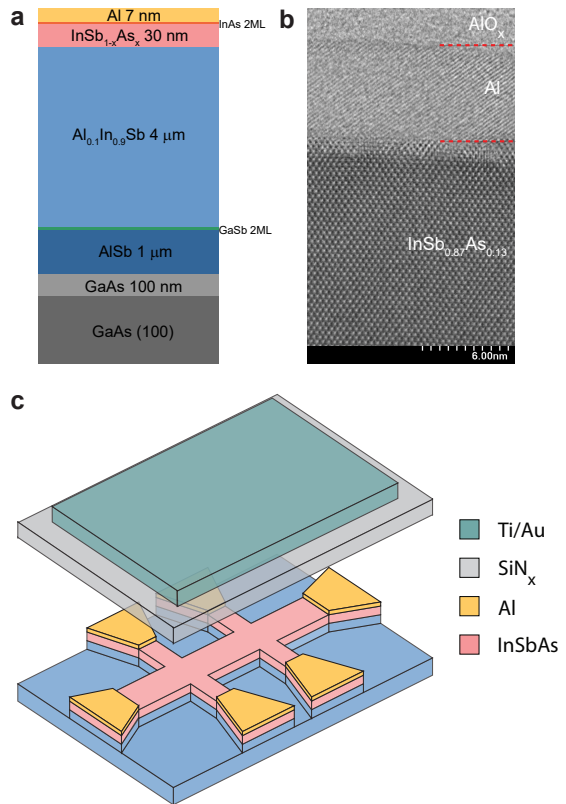 a
Al 7 nm
InAs 2ML
InSb₁₋ₓAsₓ 30 nm
Al₀.₁In₀.₉Sb 4 μm
GaSb 2ML
AlSb 1 μm
GaAs 100 nm
GaAs (100)
b
AlOₓ
Al
InSb₀.₈₇As₀.₁₃
6.00nm
c
Ti/Au
SiNₓ
Al
InSbAs